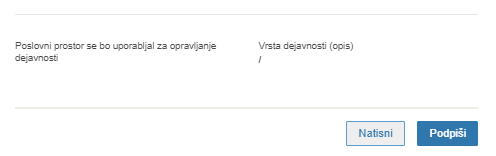 Poslovni prostor se bo uporabljal za opravljanje
dejavnosti
Vrsta dejavnosti (opis)
/
Natisni
Podpiši